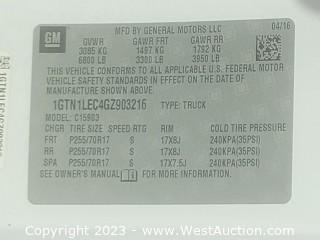 GM
MFD BY GENERAL MOTORS LLC
04/16
GVWR GAWR FRT GAWR RR
3085 KG 1497 KG 1792 KG
6800 LB 3300 LB 3950 LB
THIS VEHICLE CONFORMS TO ALL APPLICABLE U.S. FEDERAL MOTOR
VEHICLE SAFETY STANDARDS IN EFFECT ON THE DATE OF
MANUFACTURE SHOWN ABOVE.
1GTN1LEC4GZ903216 TYPE: TRUCK
MODEL: C15903
TIRE SIZE SPEED RTG RIM COLD TIRE PRESSURE
FRT P255/70R17 S 17X8J 240KPA(35PSI)
RR P255/70R17 S 17X8J 240KPA(35PSI)
SPA P255/70R17 S 17X7.5J 240KPA(35PSI)
SEE OWNER'S MANUAL FOR MORE INFORMATION.
Copyright © 2023 - www.WestAuction.com